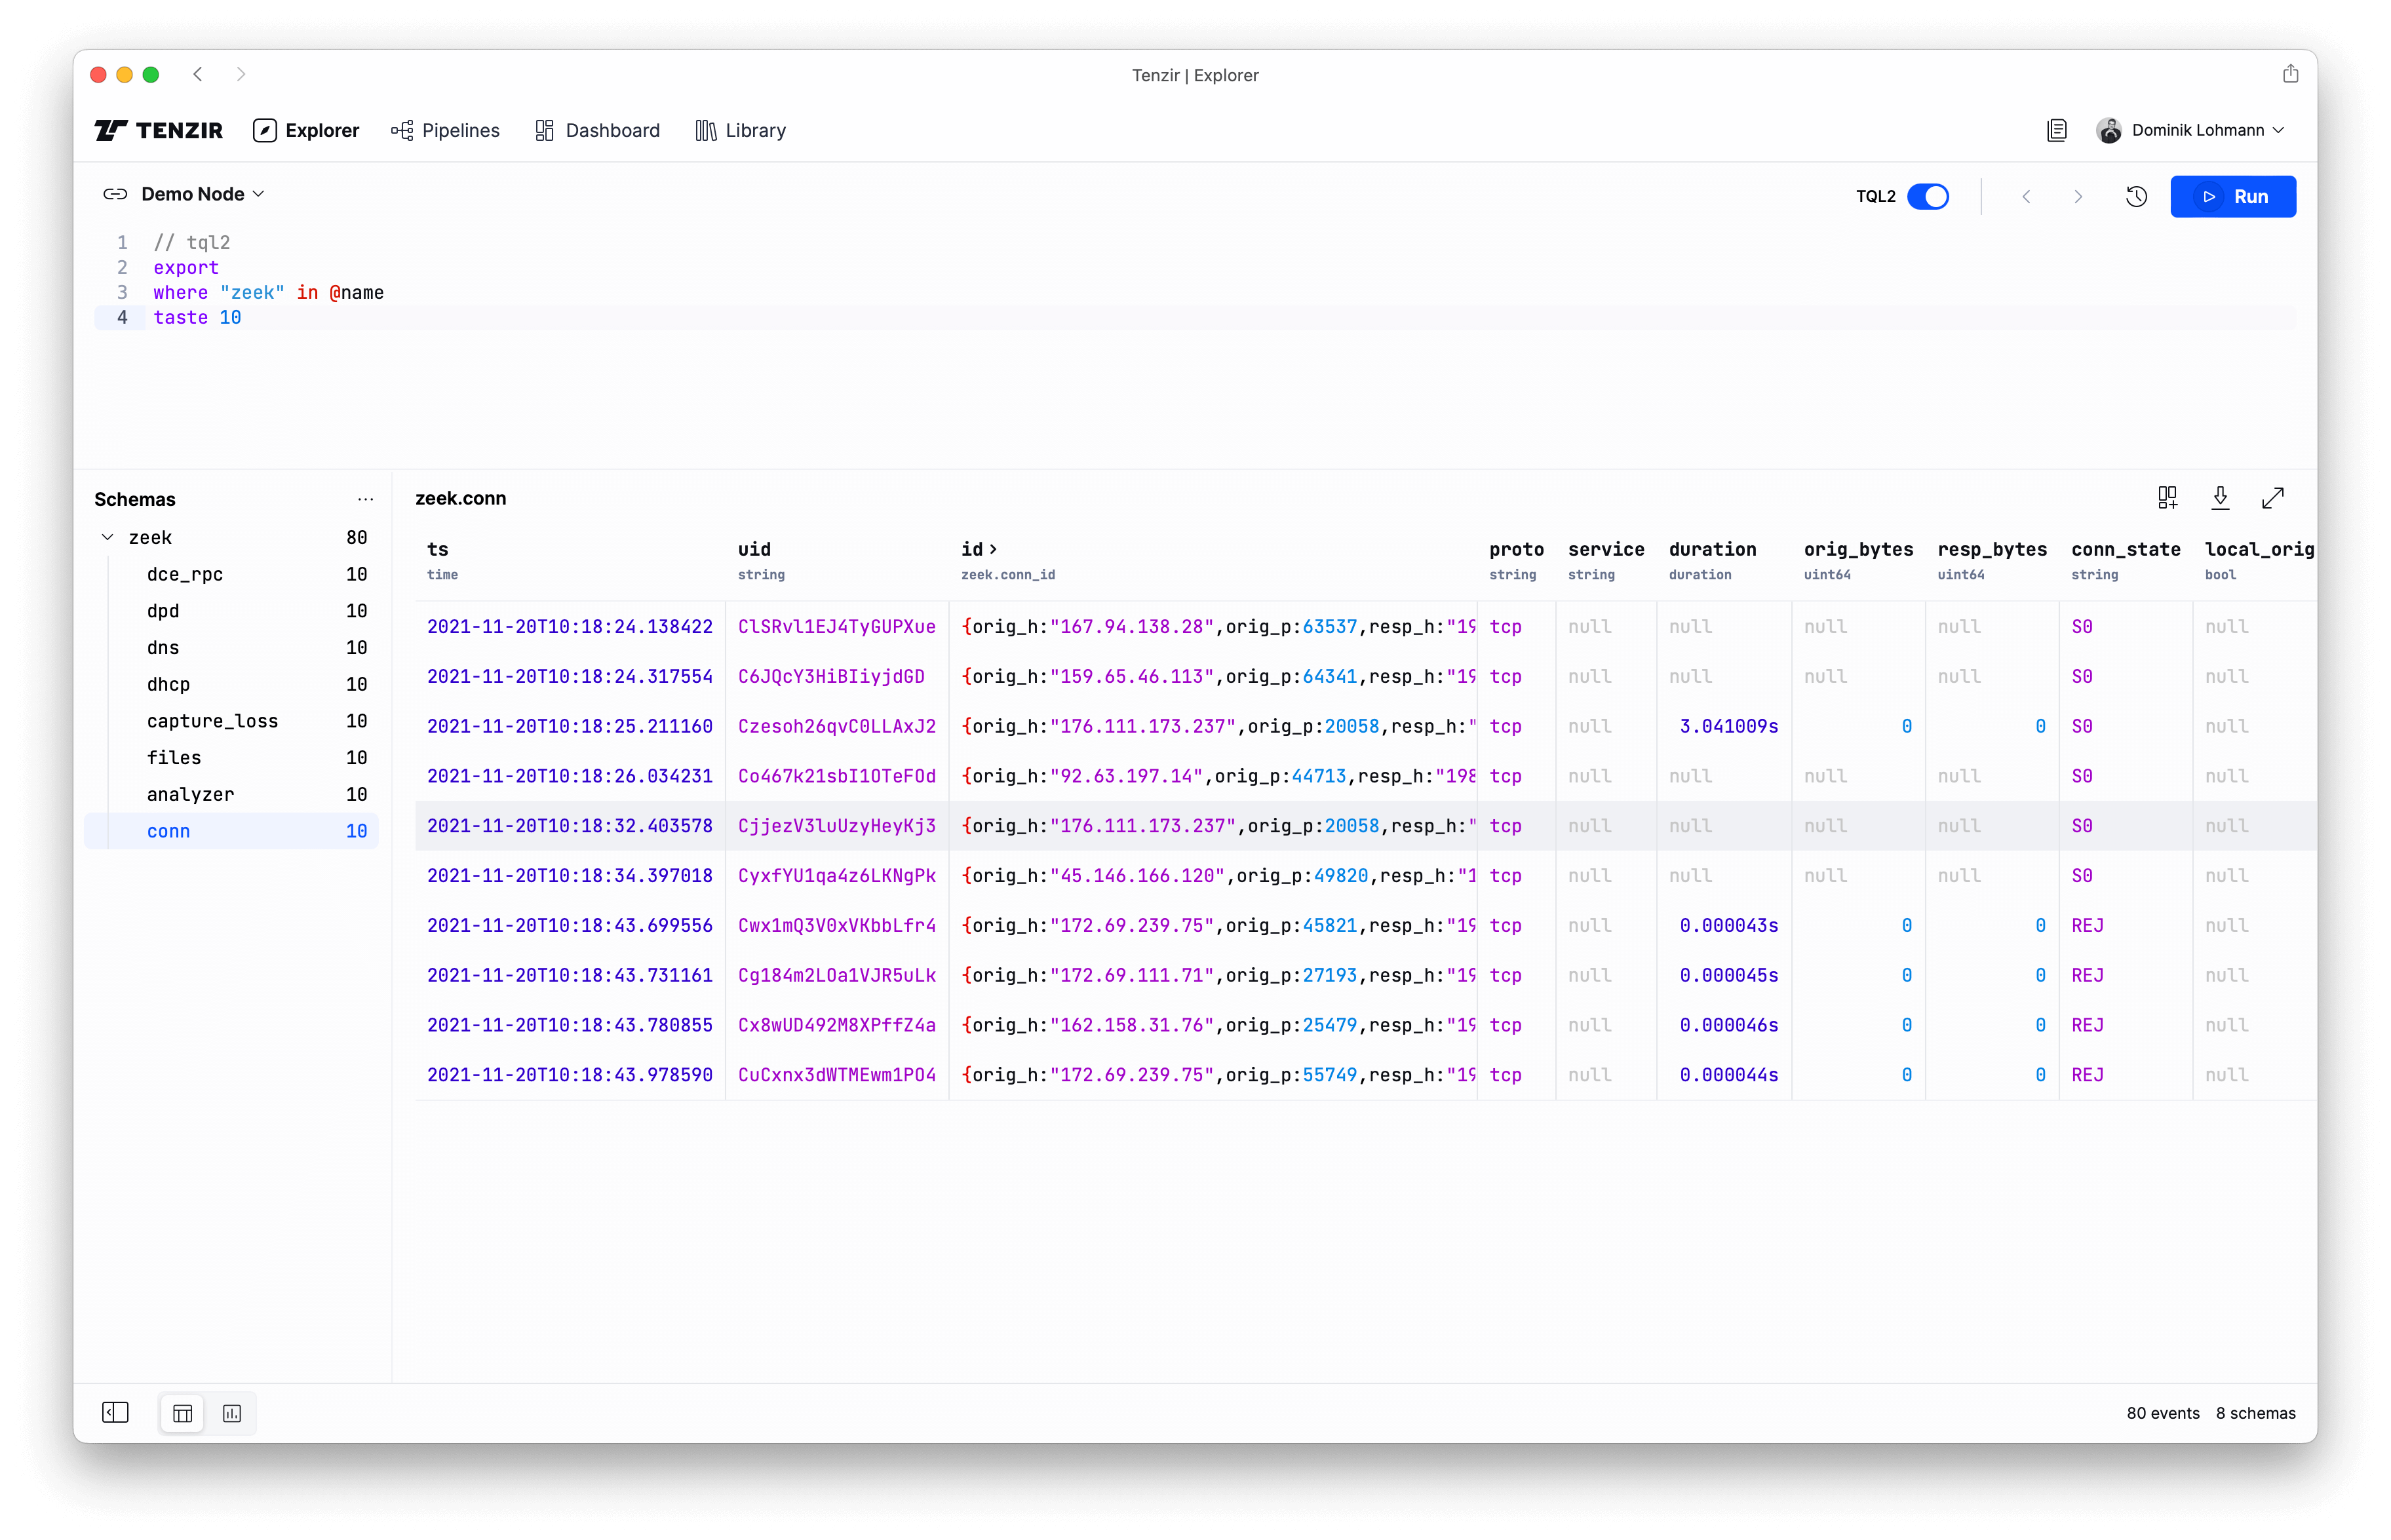 Tenzir | Explorer
TENZIR Explorer Pipelines Dashboard Library Dominik Lohmann
Demo Node TQL2 Run
1 // tql2
2 export
3 where "zeek" in @name
4 taste 10
Schemas ...
zeek 80
dce_rpc 10
dpd 10
dns 10
dhcp 10
capture_loss 10
files 10
analyzer 10
conn 10
zeek.conn
ts uid id proto service duration orig_bytes resp_bytes conn_state local_orig
time string zeek.conn_id string string duration uint64 uint64 string bool
2021-11-20T10:18:24.138422 ClSRvl1EJ4TyGUPXue {orig_h:"167.94.138.28",orig_p:63537,resp_h:"19 tcp null null null null S0 null
2021-11-20T10:18:24.317554 C6JQcY3HiBIiyjdGD {orig_h:"159.65.46.113",orig_p:64341,resp_h:"19 tcp null null null null S0 null
2021-11-20T10:18:25.211160 Czesoh26qvC0LLAxJ2 {orig_h:"176.111.173.237",orig_p:20058,resp_h:" tcp null 3.041009s 0 0 S0 null
2021-11-20T10:18:26.034231 Co467k21sbI1OTeFOd {orig_h:"92.63.197.14",orig_p:44713,resp_h:"198 tcp null null null null S0 null
2021-11-20T10:18:32.403578 CjjezV3luUzyHeyKj3 {orig_h:"176.111.173.237",orig_p:20058,resp_h:" tcp null null null null S0 null
2021-11-20T10:18:34.397018 CyxfYU1qa4z6LKNgPk {orig_h:"45.146.166.120",orig_p:49820,resp_h:"1 tcp null null null null S0 null
2021-11-20T10:18:43.699556 Cwx1mQ3V0xVKbbLfr4 {orig_h:"172.69.239.75",orig_p:45821,resp_h:"19 tcp null 0.000043s 0 0 REJ null
2021-11-20T10:18:43.731161 Cg184m2LOa1VJR5uLk {orig_h:"172.69.111.71",orig_p:27193,resp_h:"19 tcp null 0.000045s 0 0 REJ null
2021-11-20T10:18:43.780855 Cx8wUD492M8XPffZ4a {orig_h:"162.158.31.76",orig_p:25479,resp_h:"19 tcp null 0.000046s 0 0 REJ null
2021-11-20T10:18:43.978590 CuCxnx3dWTMEwm1PO4 {orig_h:"172.69.239.75",orig_p:55749,resp_h:"19 tcp null 0.000044s 0 0 REJ null
80 events 8 schemas